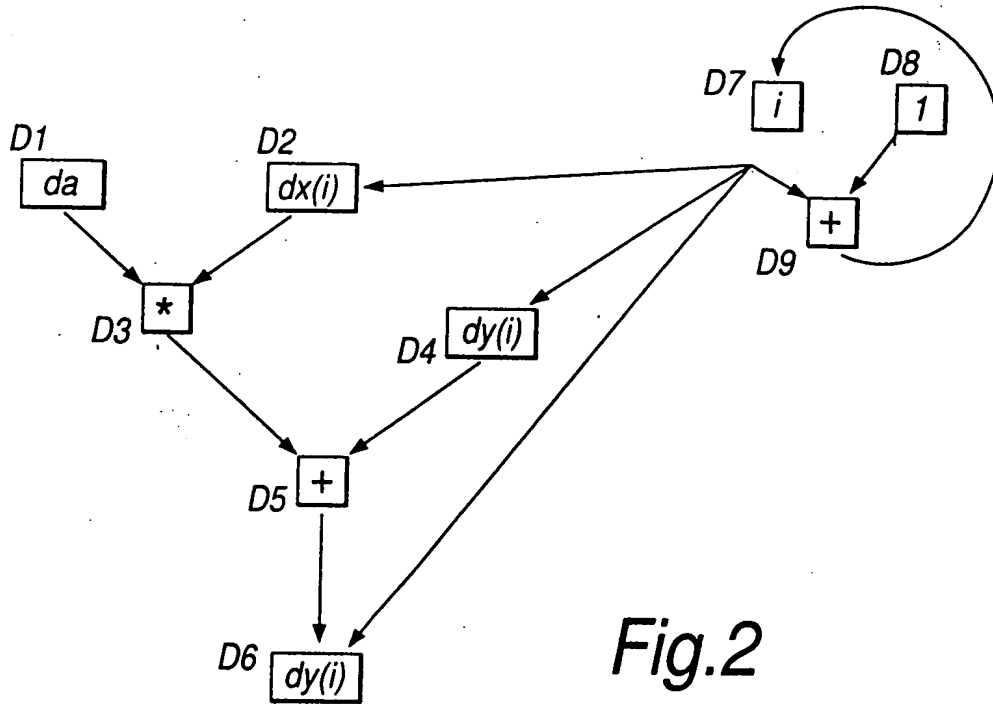 D7
i
D8
1
D1
da
D2
dx(i)
+
D9
*
D3
D4
dy(i)
+
D5
D6
dy(i)
Fig.2